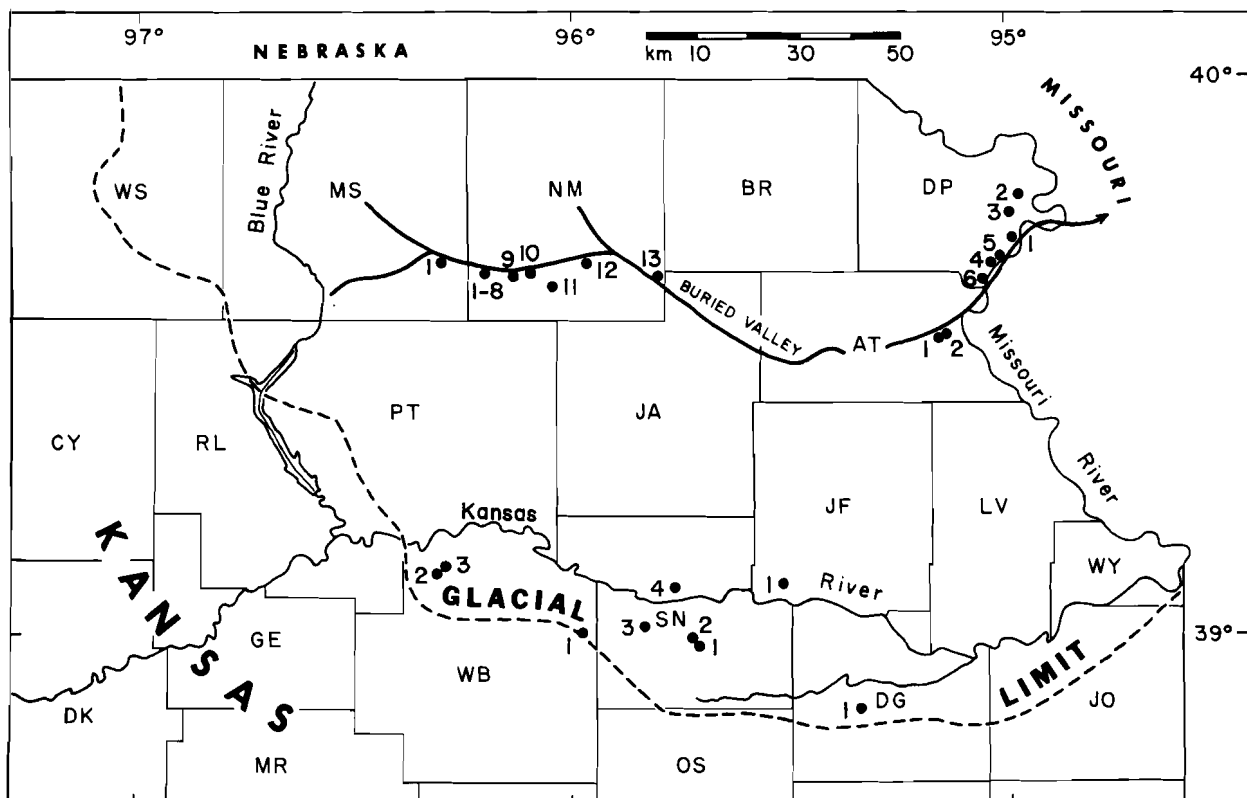 97° 96° 95°
NEBRASKA
km 10 30 50
40°
MISSOURI
WS
Blue River
MS
NM
BR
DP
2
3
1
5
4
6
1
1-8
9
10
11
12
13
BURIED VALLEY
AT
1 2
Missouri
River
CY
RL
PT
JA
JF
LV
WY
KANSAS
Kansas
River
2 3
GLACIAL
1
4
1
3
SN
2
1
39°
GE
WB
DG
1
LIMIT
JO
DK
MR
OS